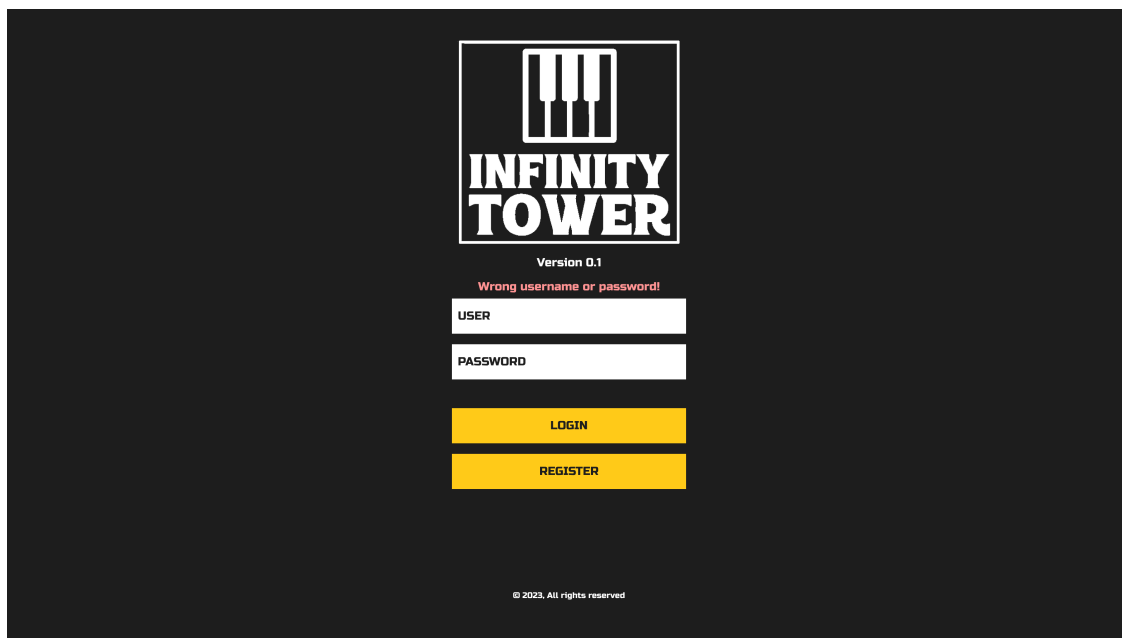 INFINITY
TOWER
Version 0.1
Wrong username or password!
USER
PASSWORD
LOGIN
REGISTER
© 2023, All rights reserved